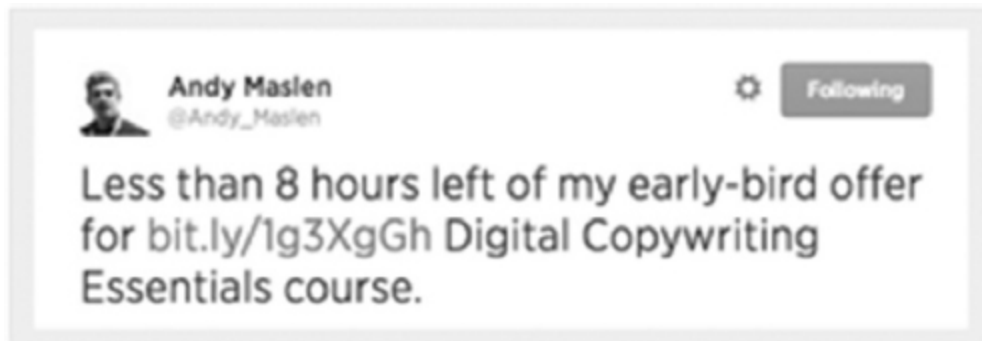 Andy Maslen
@Andy_Maslen
Following
Less than 8 hours left of my early-bird offer
for bit.ly/1g3XgGh Digital Copywriting
Essentials course.